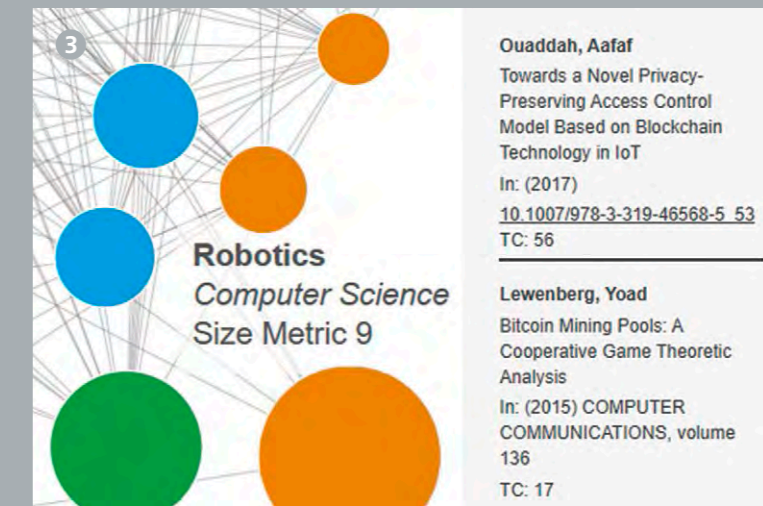 3
Robotics
Computer Science
Size Metric 9
Ouaddah, Aafaf
Towards a Novel Privacy-
Preserving Access Control
Model Based on Blockchain
Technology in IoT
In: (2017)
10.1007/978-3-319-46568-5_53
TC: 56
Lewenberg, Yoad
Bitcoin Mining Pools: A
Cooperative Game Theoretic
Analysis
In: (2015) COMPUTER
COMMUNICATIONS, volume
136
TC: 17